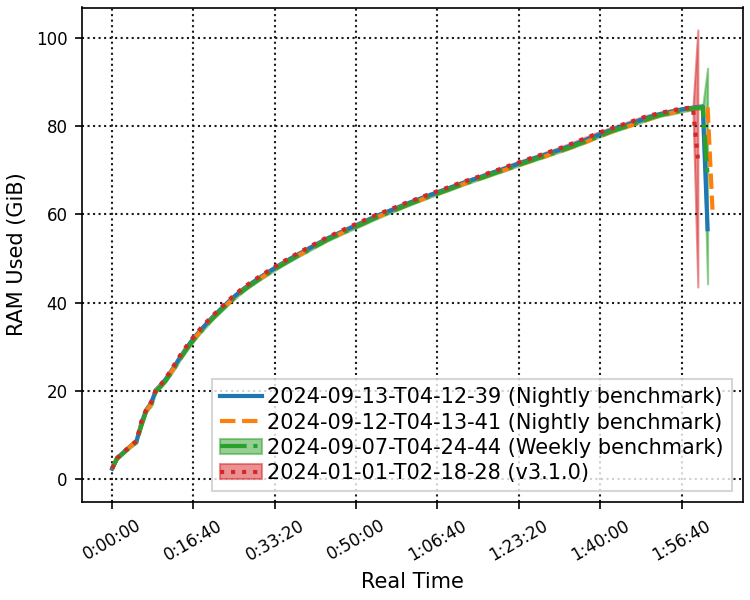 100
80
60
40
20
0
RAM Used (GiB)
2024-09-13-T04-12-39 (Nightly benchmark)
2024-09-12-T04-13-41 (Nightly benchmark)
2024-09-07-T04-24-44 (Weekly benchmark)
2024-01-01-T02-18-28 (v3.1.0)
0:00:00 0:16:40 0:33:20 0:50:00 1:06:40 1:23:20 1:40:00 1:56:40
Real Time